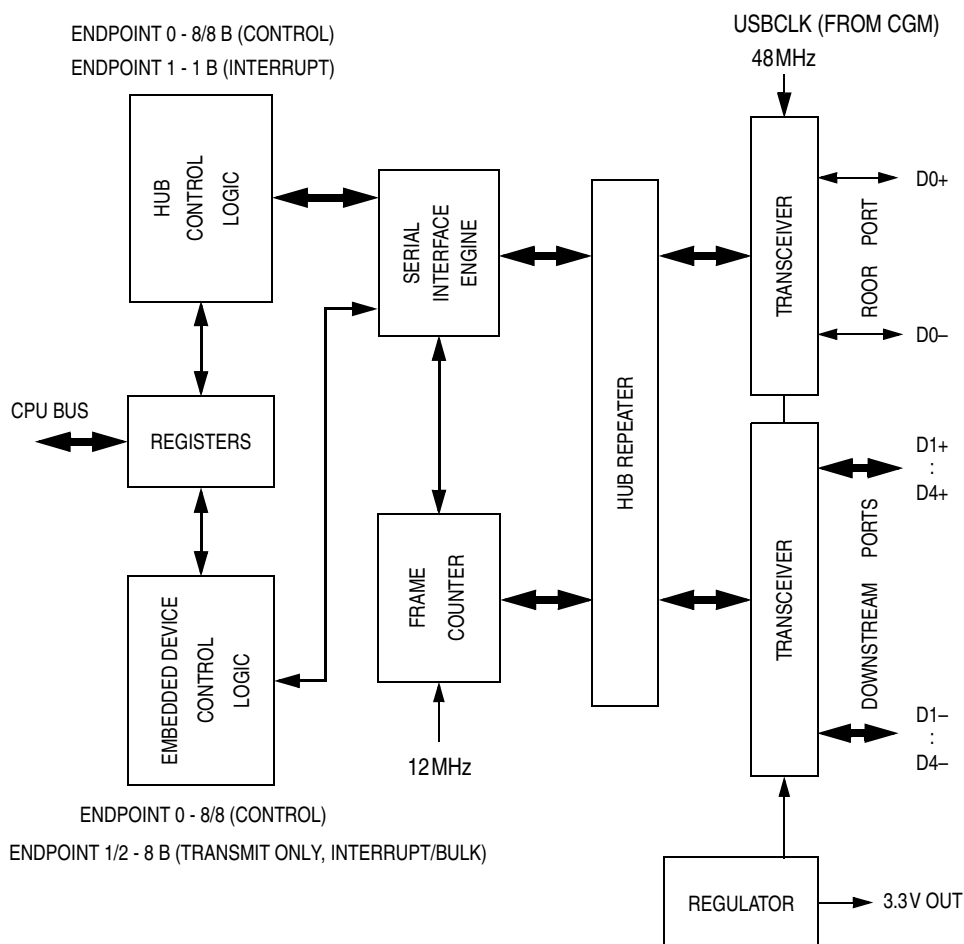 ENDPOINT 0 - 8/8 B (CONTROL)
ENDPOINT 1 - 1 B (INTERRUPT)
USBCLK (FROM CGM)
48MHz
HUB
CONTROL
LOGIC
SERIAL
INTERFACE
ENGINE
HUB REPEATER
TRANSCEIVER
D0+
ROOR PORT
D0–
CPU BUS
REGISTERS
EMBEDDED DEVICE
CONTROL
LOGIC
FRAME
COUNTER
12MHz
TRANSCEIVER
D1+
:
D4+
DOWNSTREAM PORTS
D1–
:
D4–
ENDPOINT 0 - 8/8 (CONTROL)
ENDPOINT 1/2 - 8 B (TRANSMIT ONLY, INTERRUPT/BULK)
REGULATOR
3.3V OUT